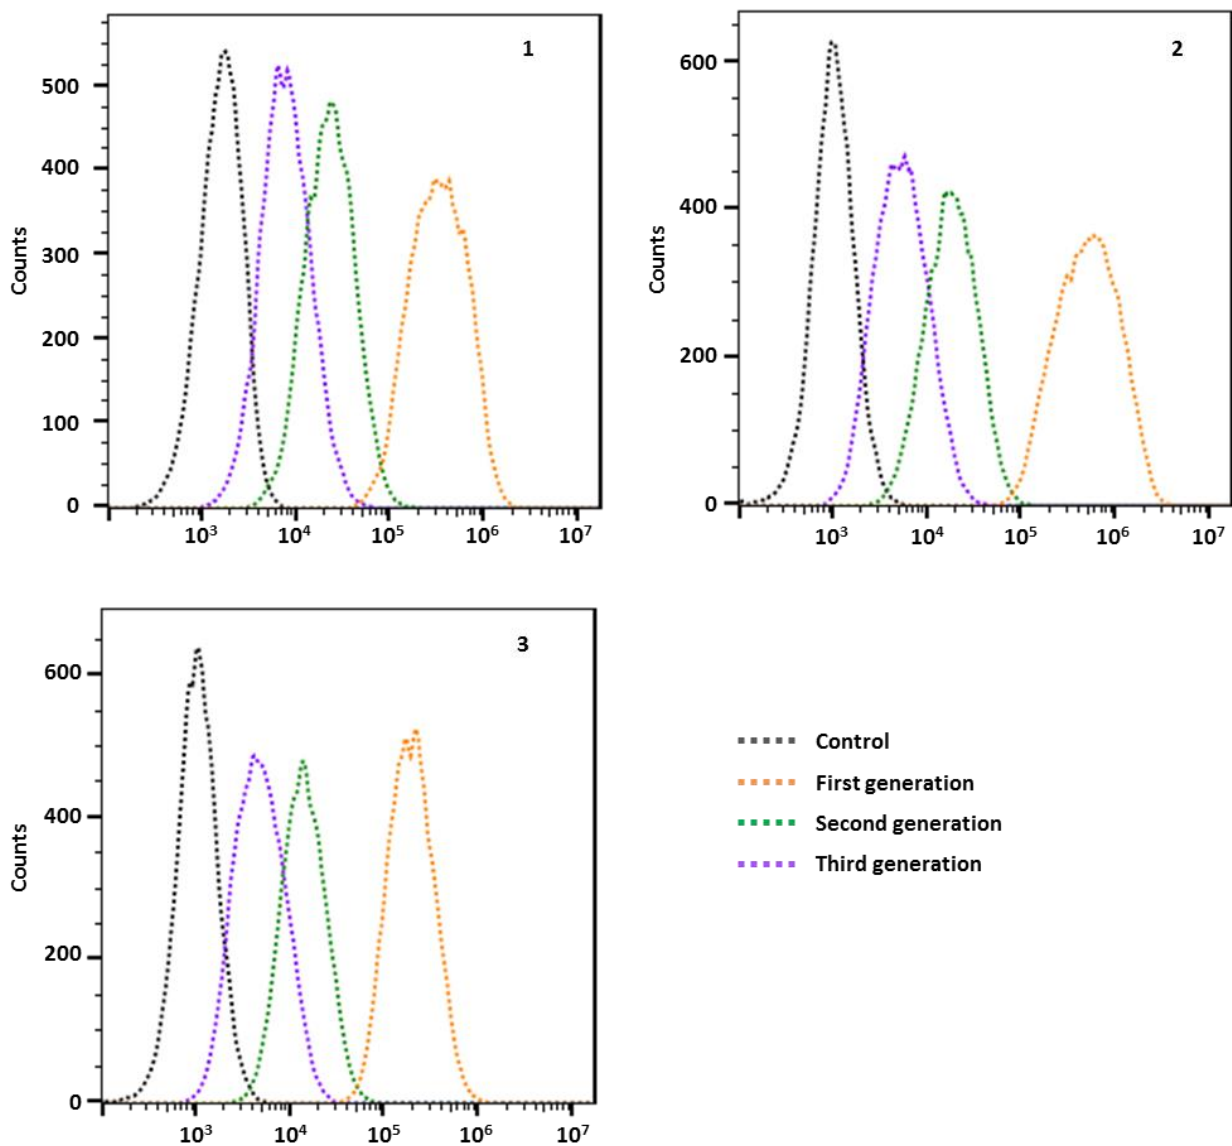 1
500
400
300
200
100
0
Counts
10³ 10⁴ 10⁵ 10⁶ 10⁷
2
600
400
200
0
Counts
10³ 10⁴ 10⁵ 10⁶ 10⁷
3
600
400
200
0
Counts
10³ 10⁴ 10⁵ 10⁶ 10⁷
Control
First generation
Second generation
Third generation